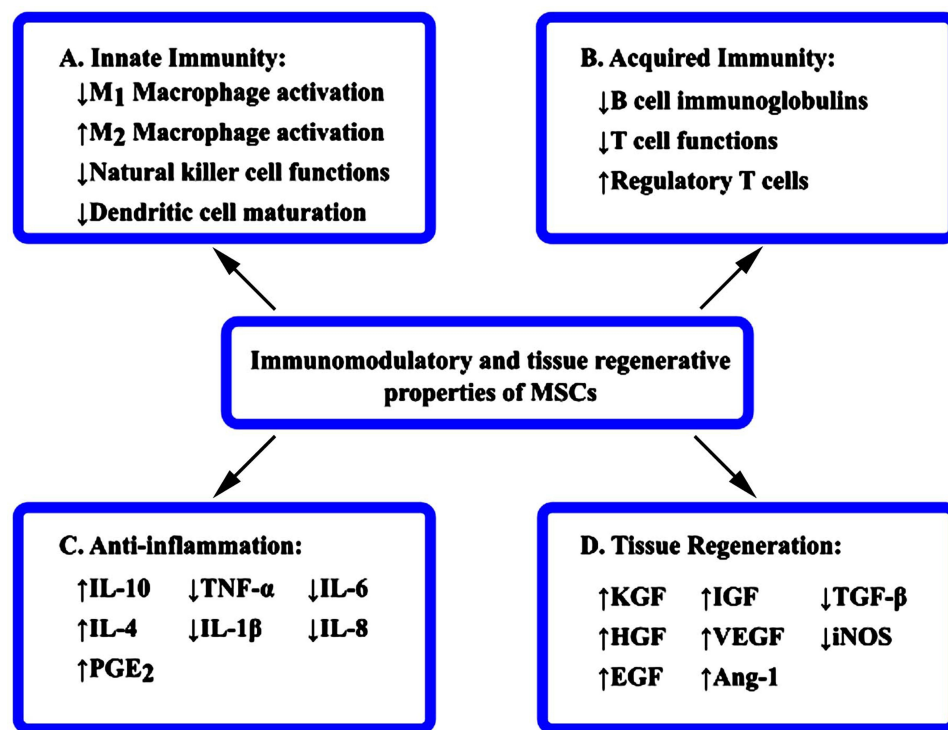 A. Innate Immunity:
↓M₁ Macrophage activation
↑M₂ Macrophage activation
↓Natural killer cell functions
↓Dendritic cell maturation
B. Acquired Immunity:
↓B cell immunoglobulins
↓T cell functions
↑Regulatory T cells
Immunomodulatory and tissue regenerative
properties of MSCs
C. Anti-inflammation:
↑IL-10 ↓TNF-α ↓IL-6
↑IL-4 ↓IL-1β ↓IL-8
↑PGE₂
D. Tissue Regeneration:
↑KGF ↑IGF ↓TGF-β
↑HGF ↑VEGF ↓iNOS
↑EGF ↑Ang-1